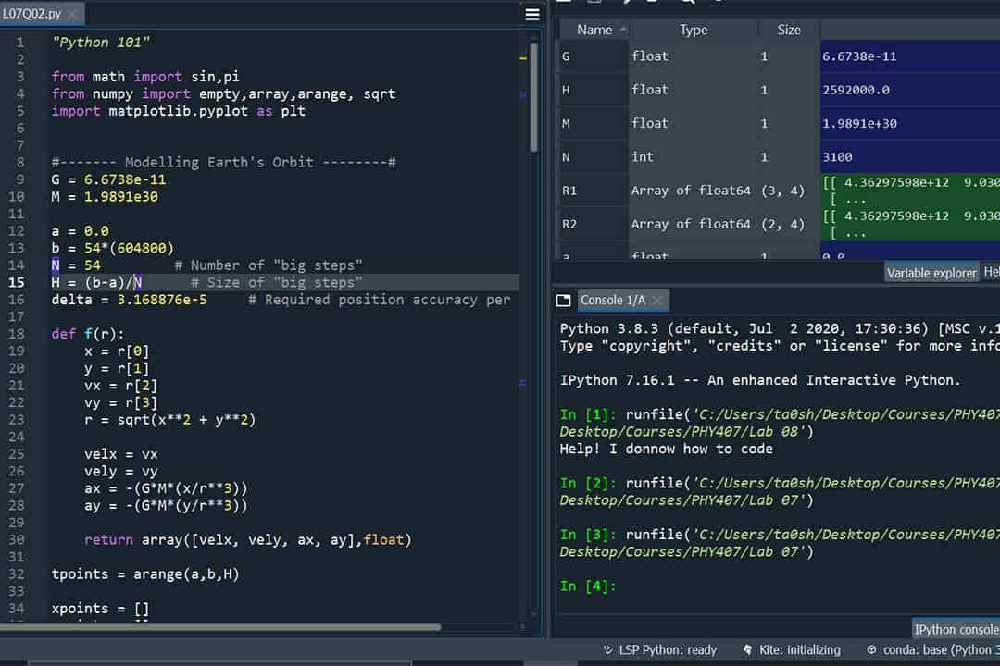 L07Q02.py
1 "Python 101"
2
3 from math import sin,pi
4 from numpy import empty,array,arange, sqrt
5 import matplotlib.pyplot as plt
6
7
8 #------- Modelling Earth's Orbit --------#
9 G = 6.6738e-11
10 M = 1.9891e30
11
12 a = 0.0
13 b = 54*(604800)
14 N = 54 # Number of "big steps"
15 H = (b-a)/N # Size of "big steps"
16 delta = 3.168876e-5 # Required position accuracy per
17
18 def f(r):
19 x = r[0]
20 y = r[1]
21 vx = r[2]
22 vy = r[3]
23 r = sqrt(x**2 + y**2)
24
25 velx = vx
26 vely = vy
27 ax = -(G*M*(x/r**3))
28 ay = -(G*M*(y/r**3))
29
30 return array([velx, vely, ax, ay],float)
31
32 tpoints = arange(a,b,H)
33
34 xpoints = []
Name Type Size
G float 1 6.6738e-11
H float 1 2592000.0
M float 1 1.9891e+30
N int 1 3100
R1 Array of float64 (3, 4) [[ 4.36297598e+12 9.030
[ ...
R2 Array of float64 (2, 4) [[ 4.36297598e+12 9.030
[ ...
a float 1 0.0
Variable explorer Hel
Console 1/A
Python 3.8.3 (default, Jul 2 2020, 17:30:36) [MSC v.1
Type "copyright", "credits" or "license" for more info
IPython 7.16.1 -- An enhanced Interactive Python.
In [1]: runfile('C:/Users/ta0sh/Desktop/Courses/PHY407
Desktop/Courses/PHY407/Lab 08')
Help! I donnow how to code
In [2]: runfile('C:/Users/ta0sh/Desktop/Courses/PHY407
Desktop/Courses/PHY407/Lab 07')
In [3]: runfile('C:/Users/ta0sh/Desktop/Courses/PHY407
Desktop/Courses/PHY407/Lab 07')
In [4]:
IPython console
LSP Python: ready Kite: initializing conda: base (Python 3